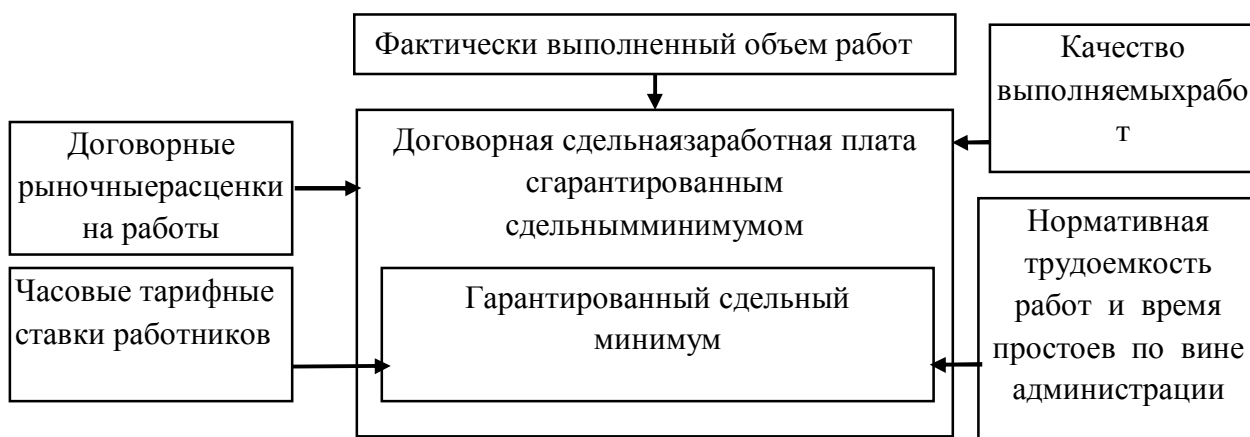 Фактически выполненный объем работ
Качество
выполняемыхрабо
т
Договорные
рыночныерасценки
на работы
Договорная сдельнаязаработная плата
сгарантированным
сдельнымминимумом
Часовые тарифные
ставки работников
Гарантированный сдельный
минимум
Нормативная
трудоемкость
работ и время
простоев по вине
администрации